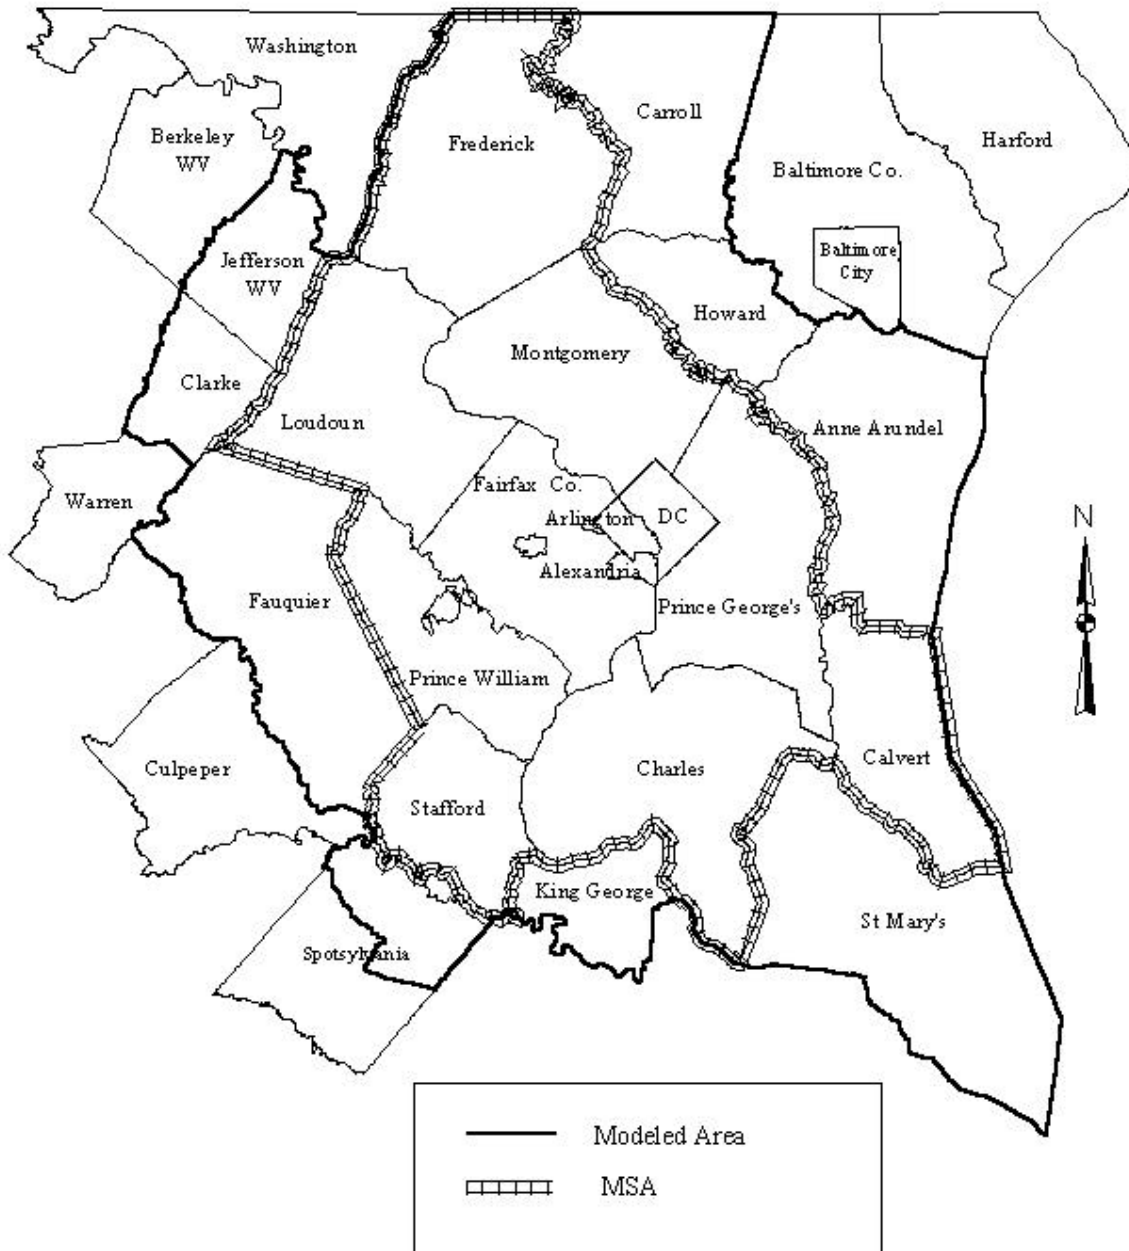 Washington
Carroll
Berkeley
WV
Frederick
Harford
Baltimore Co.
Baltimore
City
Jefferson
WV
Howard
Montgomery
Clarke
Loudoun
Anne Arundel
Warren
Fairfax Co.
Arlington
DC
Alexandria
Fauquier
Prince George's
Prince William
Culpeper
Charles
Calvert
Stafford
King George
St Mary's
Spotsylvania
N
Modeled Area
MSA